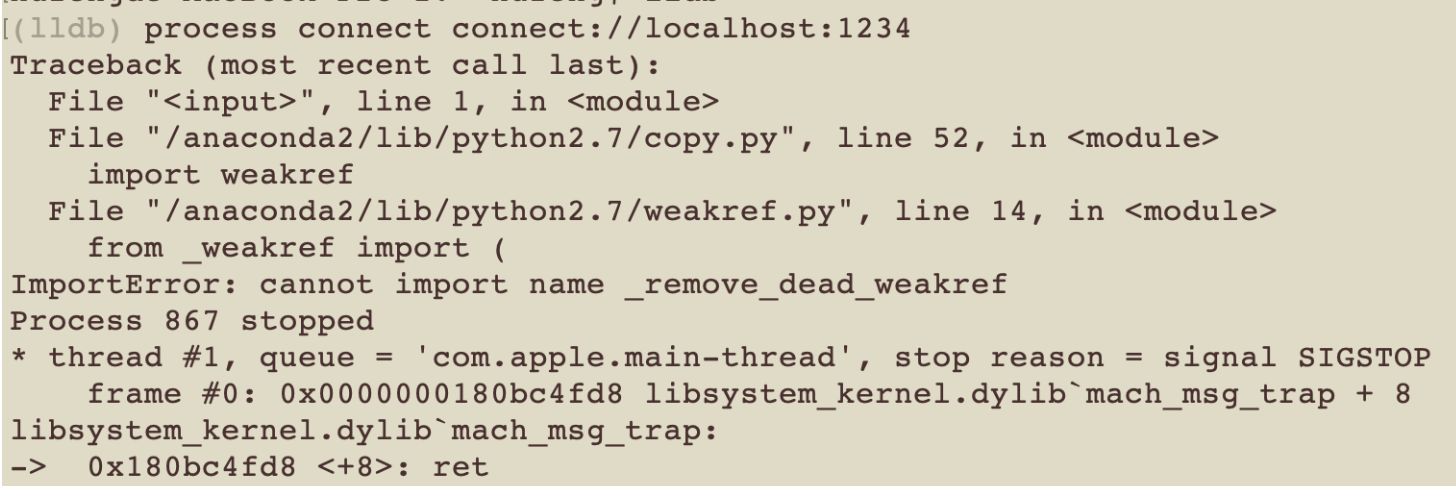 (lldb) process connect connect://localhost:1234
Traceback (most recent call last):
  File "<input>", line 1, in <module>
  File "/anaconda2/lib/python2.7/copy.py", line 52, in <module>
    import weakref
  File "/anaconda2/lib/python2.7/weakref.py", line 14, in <module>
    from _weakref import (
ImportError: cannot import name _remove_dead_weakref
Process 867 stopped
* thread #1, queue = 'com.apple.main-thread', stop reason = signal SIGSTOP
    frame #0: 0x0000000180bc4fd8 libsystem_kernel.dylib`mach_msg_trap + 8
libsystem_kernel.dylib`mach_msg_trap:
->  0x180bc4fd8 <+8>: ret